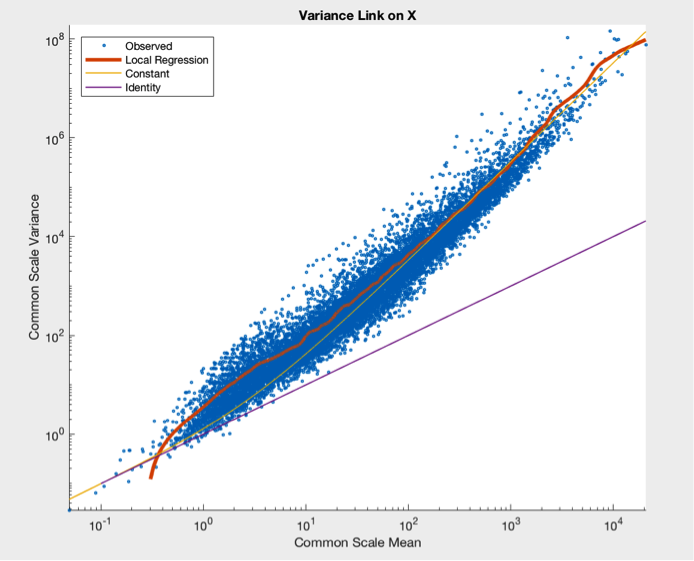 Variance Link on X
Observed
Local Regression
Constant
Identity
Common Scale Variance
10^8
10^6
10^4
10^2
10^0
10^-1 10^0 10^1 10^2 10^3 10^4
Common Scale Mean